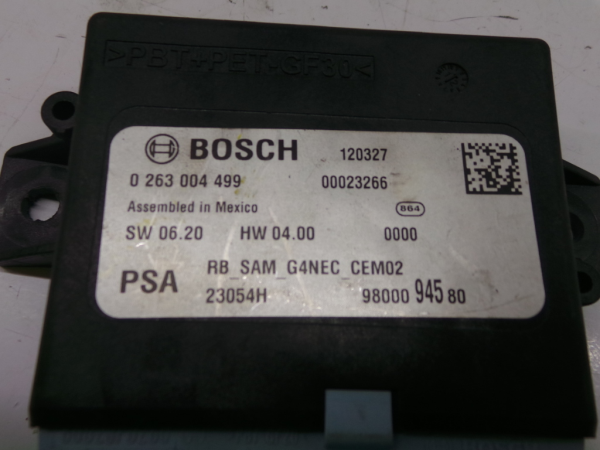 >PBT+PET-GF30<
BOSCH 120327
0 263 004 499 00023266
Assembled in Mexico 864
SW 06.20 HW 04.00 0000
PSA RB_SAM_G4NEC_CEM02
23054H 98000 945 80